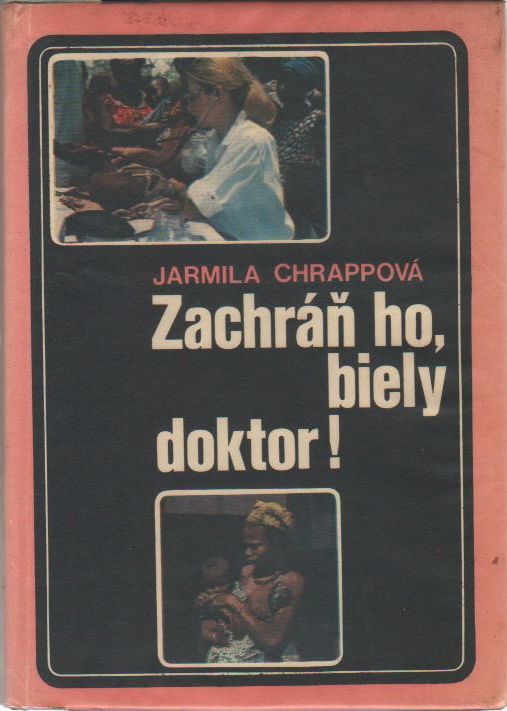 JARMILA CHRAPPOVÁ
Zachráň ho,
biely
doktor!